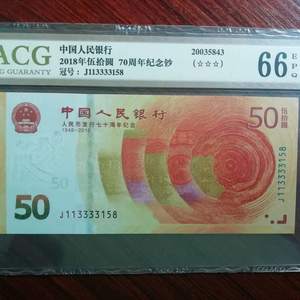 ACG
GUARANTY
中国人民银行
2018年伍拾圆 70周年纪念钞
冠号：J113333158
20035843
(☆☆☆)
66 EPQ
中国人民银行
人民币发行七十周年纪念
1948-2018
50 伍拾圆
50
J113333158